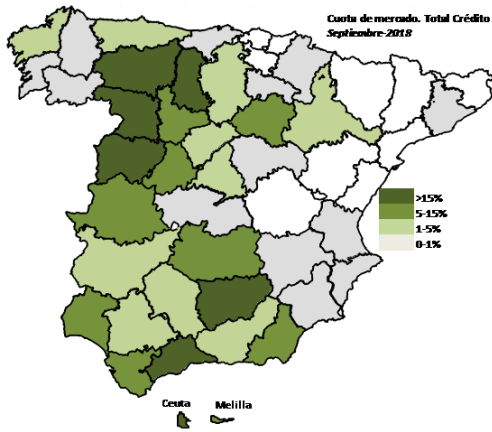 Cuota de mercado. Total Crédito
Septiembre-2018
>15%
5-15%
1-5%
0-1%
Ceuta
Melilla